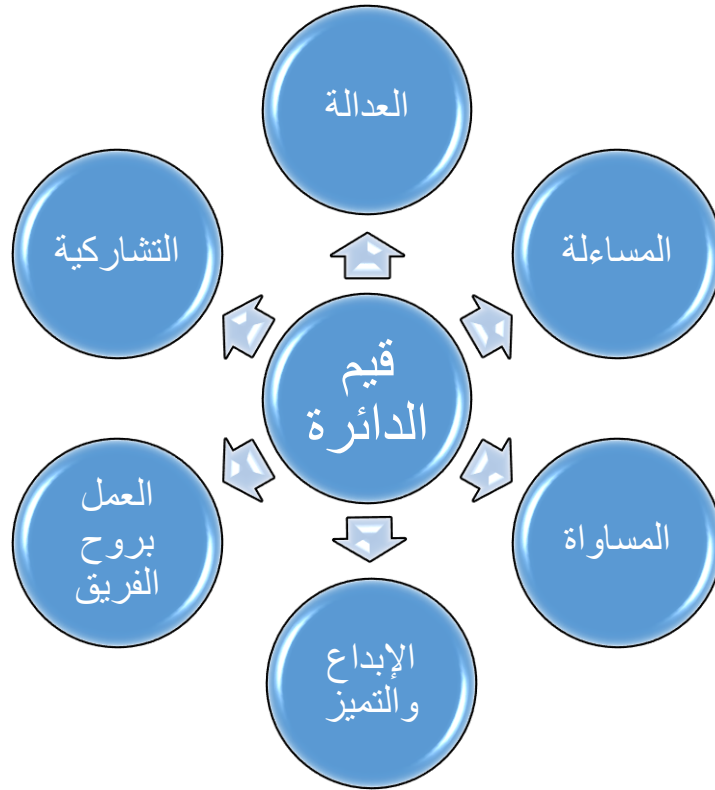 العدالة
المساءلة
التشاركية
قيم
الدائرة
المساواة
العمل
بروح
الفريق
الإبداع
والتميز